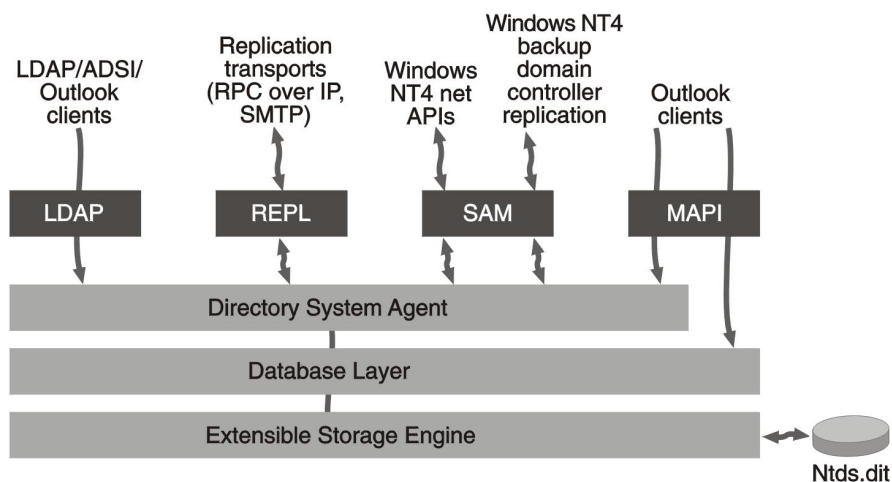 LDAP/ADSI/
Outlook
clients
Replication
transports
(RPC over IP,
SMTP)
Windows
NT4 net
APIs
Windows NT4
backup
domain
controller
replication
Outlook
clients
LDAP
REPL
SAM
MAPI
Directory System Agent
Database Layer
Extensible Storage Engine
Ntds.dit